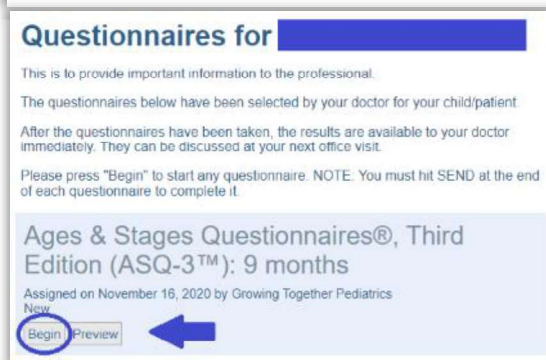 Questionnaires for
This is to provide important information to the professional.
The questionnaires below have been selected by your doctor for your child/patient.
After the questionnaires have been taken, the results are available to your doctor
immediately. They can be discussed at your next office visit.
Please press "Begin" to start any questionnaire. NOTE: You must hit SEND at the end
of each questionnaire to complete it.
Ages & Stages Questionnaires®, Third
Edition (ASQ-3™): 9 months
Assigned on November 16, 2020 by Growing Together Pediatrics
New
Begin Preview